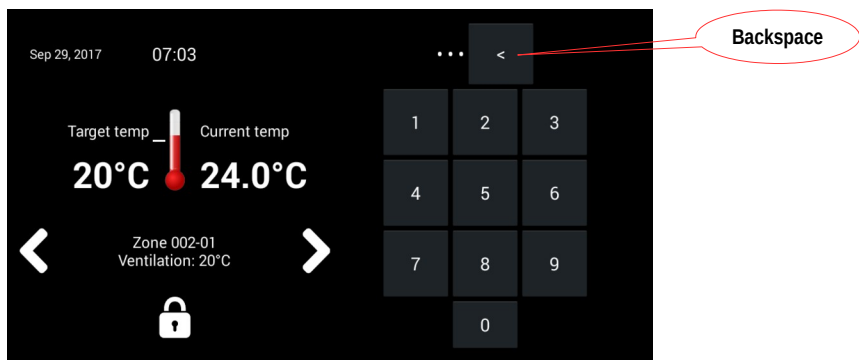 Sep 29, 2017 07:03
Target temp Current temp
20°C 24.0°C
Zone 002-01
Ventilation: 20°C
••• <
1 2 3
4 5 6
7 8 9
0
Backspace